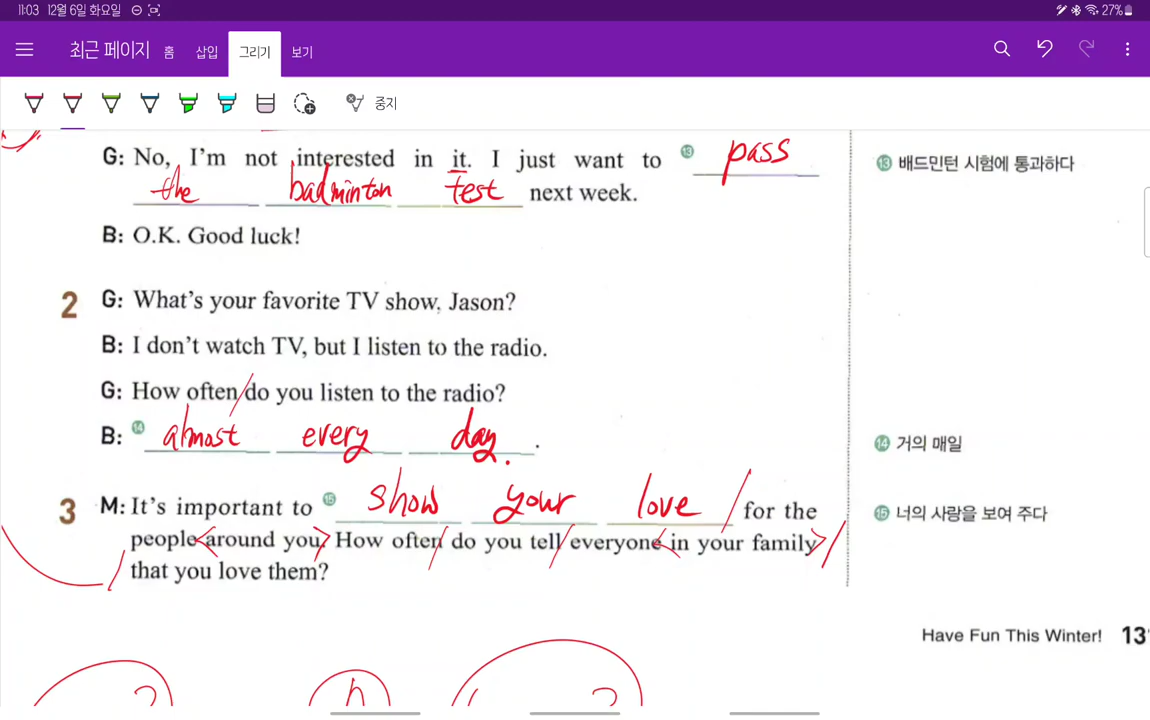 11:03 12월 6일 화요일 27%
최근 페이지 홈 삽입 그리기 보기
중지
G: No, I'm not interested in it. I just want to ⑬ pass
⑬ 배드민턴 시험에 통과하다
the badminton test next week.
B: O.K. Good luck!
2 G: What's your favorite TV show, Jason?
B: I don't watch TV, but I listen to the radio.
G: How often do you listen to the radio?
B: ⑭ almost every day.
⑭ 거의 매일
3 M: It's important to ⑮ show your love for the
⑮ 너의 사랑을 보여 주다
people around you. How often do you tell everyone in your family
that you love them?
Have Fun This Winter! 13